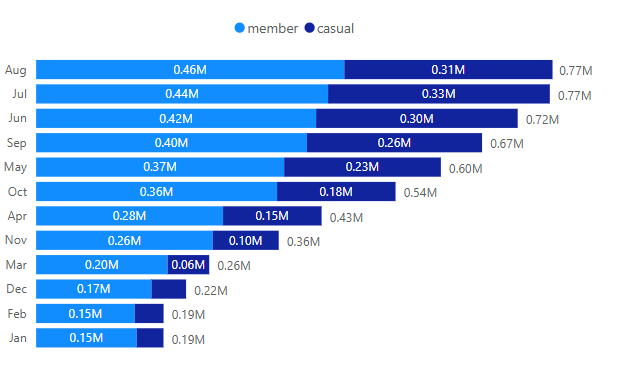 member casual
Aug 0.46M 0.31M 0.77M
Jul 0.44M 0.33M 0.77M
Jun 0.42M 0.30M 0.72M
Sep 0.40M 0.26M 0.67M
May 0.37M 0.23M 0.60M
Oct 0.36M 0.18M 0.54M
Apr 0.28M 0.15M 0.43M
Nov 0.26M 0.10M 0.36M
Mar 0.20M 0.06M 0.26M
Dec 0.17M 0.22M
Feb 0.15M 0.19M
Jan 0.15M 0.19M